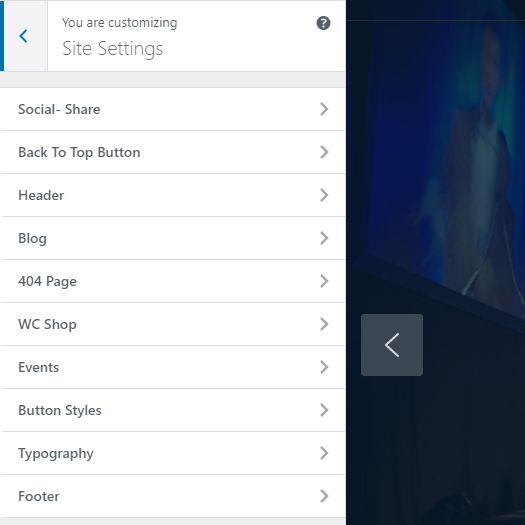 You are customizing
Site Settings
Social- Share
Back To Top Button
Header
Blog
404 Page
WC Shop
Events
Button Styles
Typography
Footer